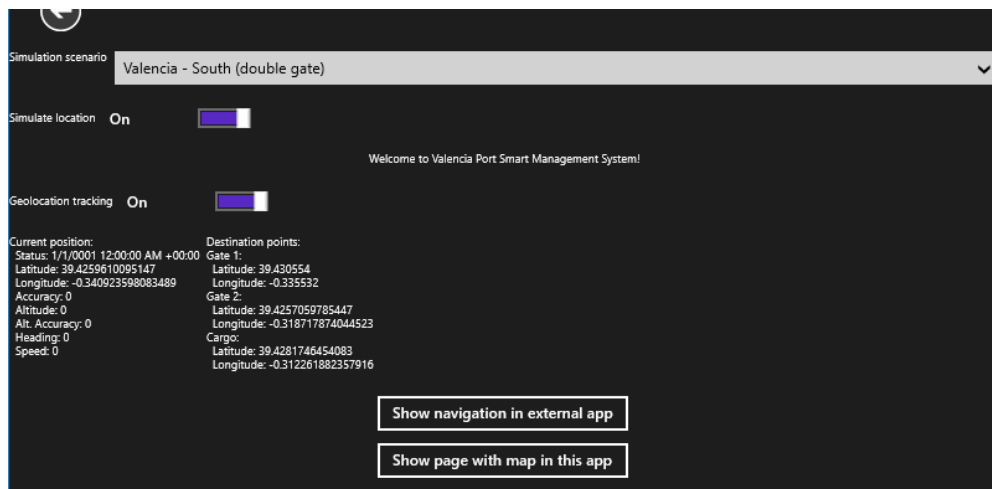 Simulation scenario
Valencia - South (double gate)
Simulate location On
Welcome to Valencia Port Smart Management System!
Geolocation tracking On
Current position:
Status: 1/1/0001 12:00:00 AM +00:00
Latitude: 39.4259610095147
Longitude: -0.340923598083489
Accuracy: 0
Altitude: 0
Alt. Accuracy: 0
Heading: 0
Speed: 0
Destination points:
Gate 1:
Latitude: 39.430554
Longitude: -0.335532
Gate 2:
Latitude: 39.4257059785447
Longitude: -0.318717874044523
Cargo:
Latitude: 39.4281746454083
Longitude: -0.312261882357916
Show navigation in external app
Show page with map in this app